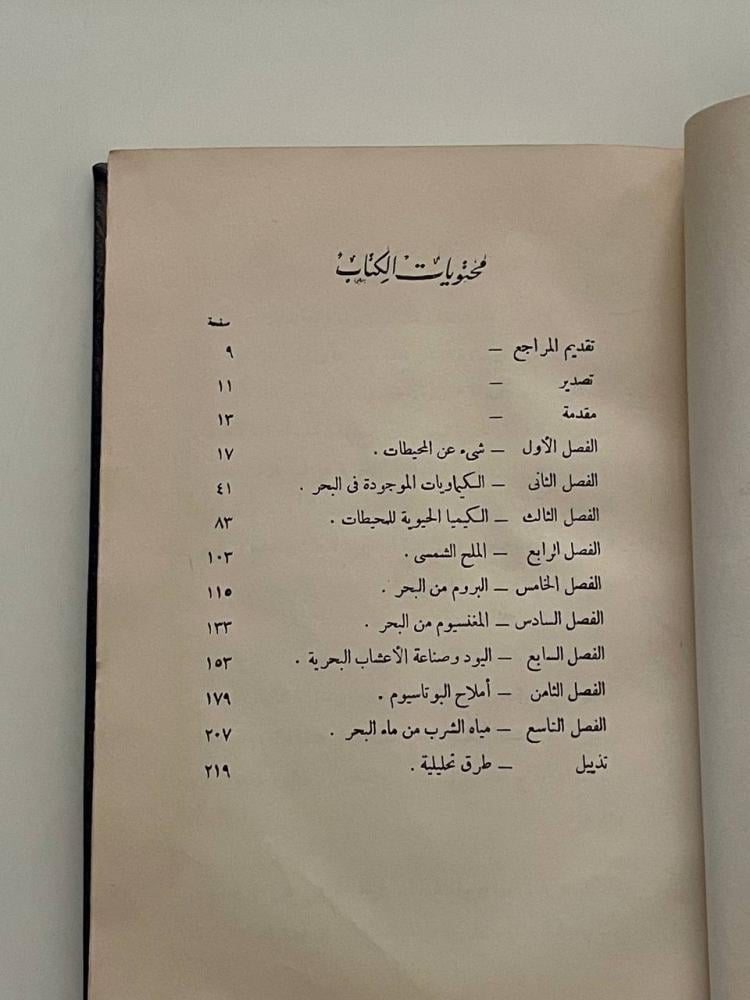 محتويات الكتاب
صفحة
تقديم المراجع — ٩
تصدير — ١١
مقدمة — ١٣
الفصل الأول — شىء عن المحيطات . ١٧
الفصل الثانى — الكيماويات الموجودة فى البحر . ٤١
الفصل الثالث — الكيميا الحيوية للمحيطات . ٨٣
الفصل الرابع — الملح الشمسى . ١٠٣
الفصل الخامس — البروم من البحر . ١١٥
الفصل السادس — المغنسيوم من البحر . ١٣٣
الفصل السابع — اليود وصناعة الأعشاب البحرية . ١٥٣
الفصل الثامن — أملاح البوتاسيوم . ١٧٩
الفصل التاسع — مياه الشرب من ماء البحر . ٢٠٧
تذييل — طرق تحليلية . ٢١٩